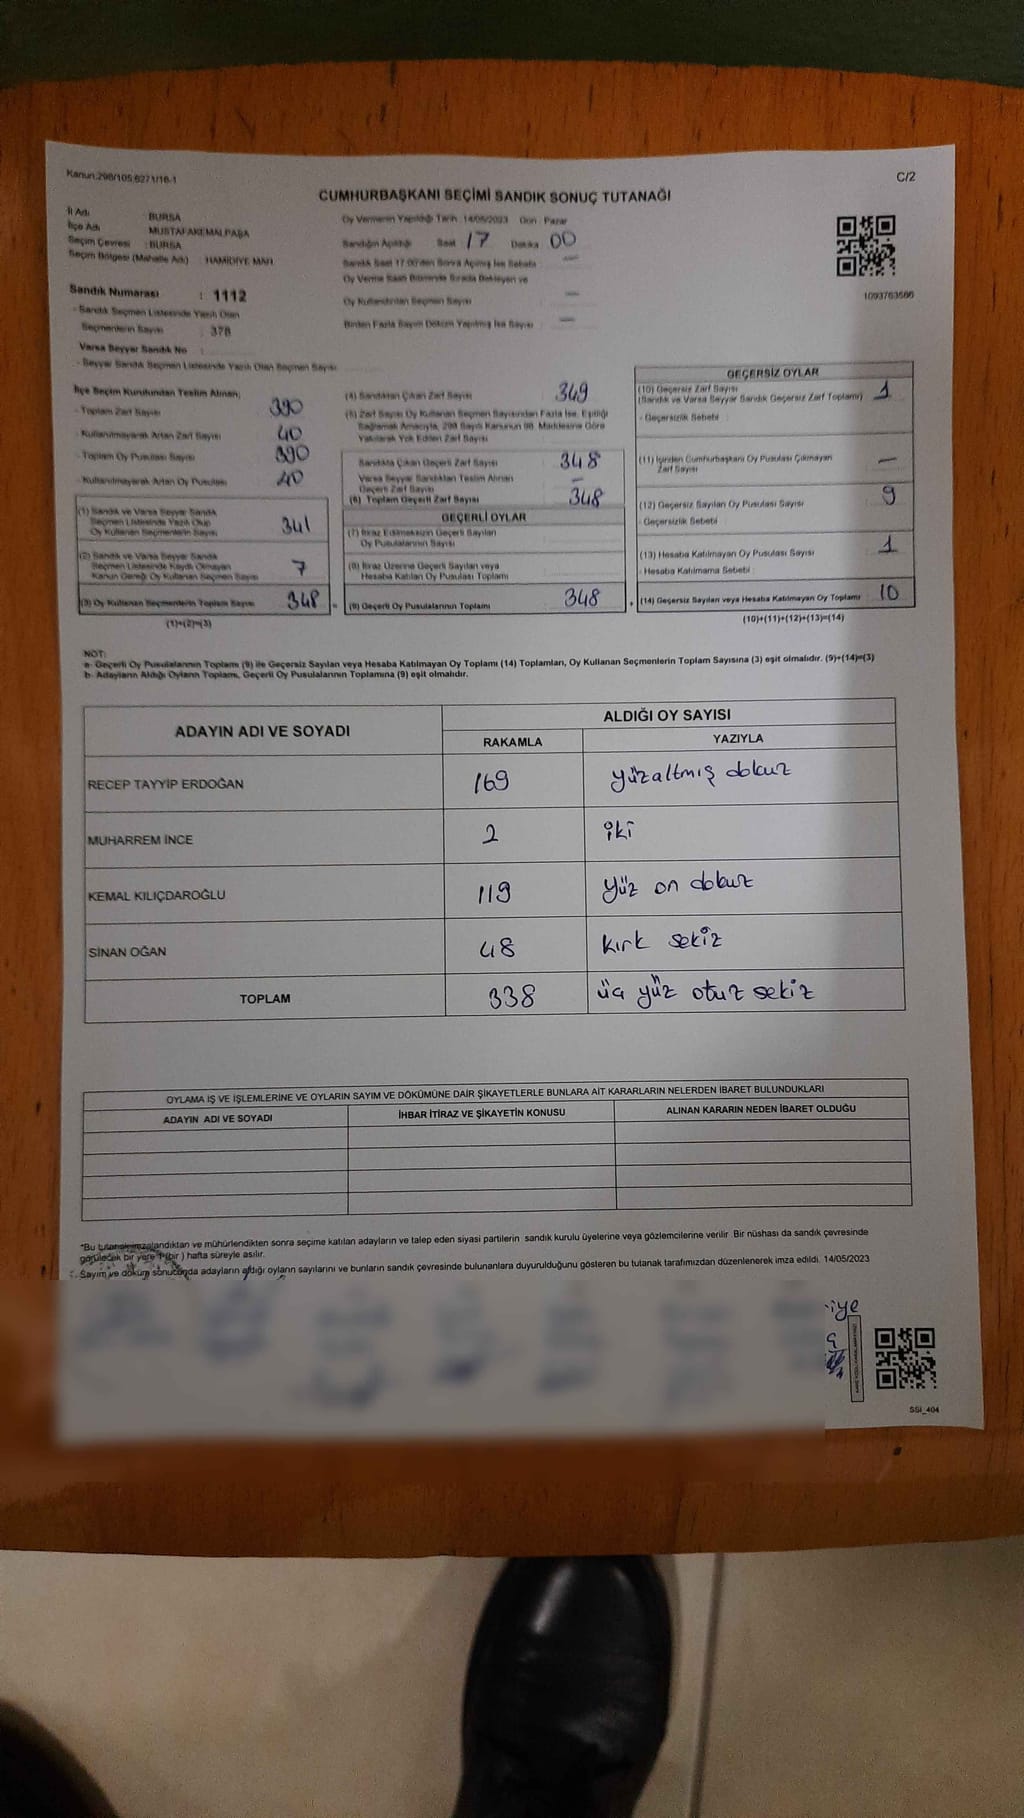 Kanun:298/105;6271/16-1
C/2
CUMHURBAŞKANI SEÇİMİ SANDIK SONUÇ TUTANAĞI
İl Adı : BURSA
İlçe Adı : MUSTAFAKEMALPAŞA
Seçim Çevresi : BURSA
Seçim Bölgesi (Mahalle Adı) : HAMİDİYE MAH.
Oy Vermenin Yapıldığı Tarih 14/05/2023 Gün : Pazar
Sandığın Açıldığı Saat 17 Dakika 00
Sandık Saat 17:00'den Sonra Açılmış İse Sebebi : —
Oy Verme Saati Bitiminde Sırada Bekleyen ve
Oy Kullandırılan Seçmen Sayısı —
Birden Fazla Sayım Döküm Yapılmış İse Sayısı : —
1093763586
Sandık Numarası : 1112
- Sandık Seçmen Listesinde Yazılı Olan
Seçmenlerin Sayısı : 378
Varsa Seyyar Sandık No :
- Seyyar Sandık Seçmen Listesinde Yazılı Olan Seçmen Sayısı :
İlçe Seçim Kurulundan Teslim Alınan;
- Toplam Zarf Sayısı 390
- Kullanılmayarak Artan Zarf Sayısı 40
- Toplam Oy Pusulası Sayısı 390
- Kullanılmayarak Artan Oy Pusulası 40
(1) Sandık ve Varsa Seyyar Sandık
Seçmen Listesinde Yazılı Olup
Oy Kullanan Seçmenlerin Sayısı 341
(2) Sandık ve Varsa Seyyar Sandık
Seçmen Listesinde Kaydı Olmayan
Kanun Gereği Oy Kullanan Seçmen Sayısı 7
(3) Oy Kullanan Seçmenlerin Toplam Sayısı 348
(1)+(2)=(3)
(4) Sandıktan Çıkan Zarf Sayısı 349
(5) Zarf Sayısı Oy Kullanan Seçmen Sayısından Fazla İse, Eşitliği
Sağlamak Amacıyla, 298 Sayılı Kanunun 98. Maddesine Göre
Yakılarak Yok Edilen Zarf Sayısı
Sandıkta Çıkan Geçerli Zarf Sayısı 348
Varsa Seyyar Sandıktan Teslim Alınan
Geçerli Zarf Sayısı —
(6) Toplam Geçerli Zarf Sayısı 348
GEÇERLİ OYLAR
(7) İtiraz Edilmeksizin Geçerli Sayılan
Oy Pusulalarının Sayısı
(8) İtiraz Üzerine Geçerli Sayılan veya
Hesaba Katılan Oy Pusulası Toplamı
(9) Geçerli Oy Pusulalarının Toplamı 348
GEÇERSİZ OYLAR
(10) Geçersiz Zarf Sayısı 1
(Sandık ve Varsa Seyyar Sandık Geçersiz Zarf Toplamı)
- Geçersizlik Sebebi :
(11) İçinden Cumhurbaşkanı Oy Pusulası Çıkmayan
Zarf Sayısı —
(12) Geçersiz Sayılan Oy Pusulası Sayısı 9
- Geçersizlik Sebebi :
(13) Hesaba Katılmayan Oy Pusulası Sayısı 1
- Hesaba Katılmama Sebebi :
(14) Geçersiz Sayılan veya Hesaba Katılmayan Oy Toplamı 10
(10)+(11)+(12)+(13)=(14)
NOT:
a- Geçerli Oy Pusulalarının Toplamı (9) ile Geçersiz Sayılan veya Hesaba Katılmayan Oy Toplamı (14) Toplamları, Oy Kullanan Seçmenlerin Toplam Sayısına (3) eşit olmalıdır. (9)+(14)=(3)
b- Adayların Aldığı Oyların Toplamı, Geçerli Oy Pusulalarının Toplamına (9) eşit olmalıdır.
ADAYIN ADI VE SOYADI
ALDIĞI OY SAYISI
RAKAMLA
YAZIYLA
RECEP TAYYİP ERDOĞAN 169 yüzaltmış dokuz
MUHARREM İNCE 2 iki
KEMAL KILIÇDAROĞLU 119 yüz on dokuz
SİNAN OĞAN 48 kırk sekiz
TOPLAM 338 üç yüz otuz sekiz
OYLAMA İŞ VE İŞLEMLERİNE VE OYLARIN SAYIM VE DÖKÜMÜNE DAİR ŞİKAYETLERLE BUNLARA AİT KARARLARIN NELERDEN İBARET BULUNDUKLARI
ADAYIN ADI VE SOYADI
İHBAR İTİRAZ VE ŞİKAYETİN KONUSU
ALINAN KARARIN NEDEN İBARET OLDUĞU
*Bu tutanak imzalandıktan ve mühürlendikten sonra seçime katılan adayların ve talep eden siyasi partilerin sandık kurulu üyelerine veya gözlemcilerine verilir. Bir nüshası da sandık çevresinde
görülecek bir yere 1 (bir ) hafta süreyle asılır.
Sayım ve döküm sonucunda adayların aldığı oyların sayılarını ve bunların sandık çevresinde bulunanlara duyurulduğunu gösteren bu tutanak tarafımızdan düzenlenerek imza edildi. 14/05/2023
iye
SSİ_404